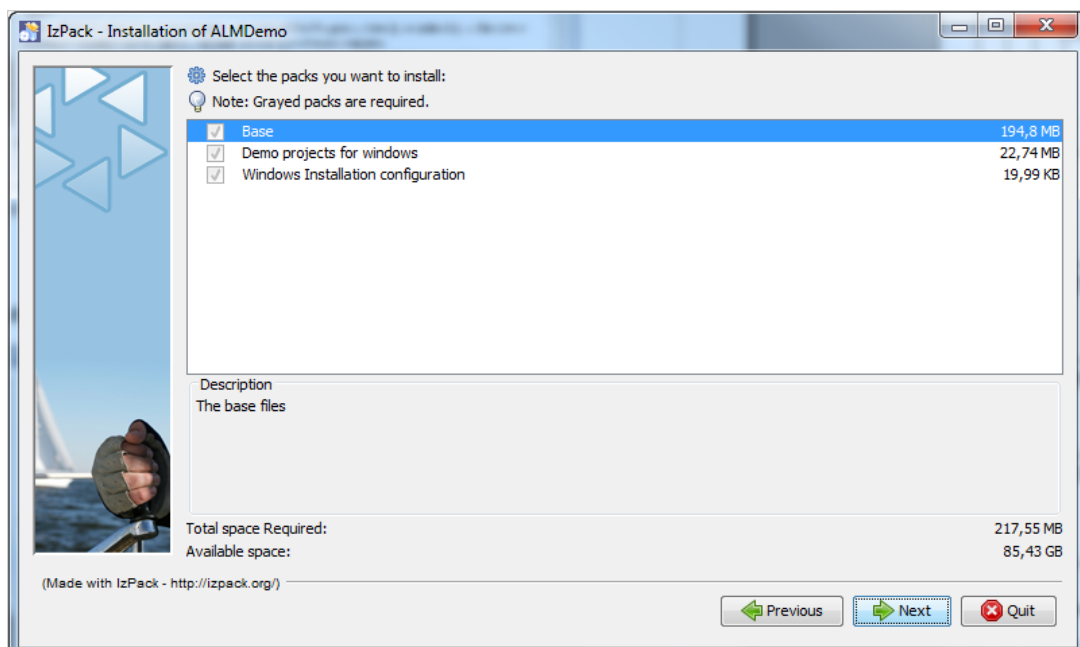 IzPack - Installation of ALMDemo
Select the packs you want to install:
Note: Grayed packs are required.
Base 194,8 MB
Demo projects for windows 22,74 MB
Windows Installation configuration 19,99 KB
Description
The base files
Total space Required: 217,55 MB
Available space: 85,43 GB
(Made with IzPack - http://izpack.org/)
Previous Next Quit